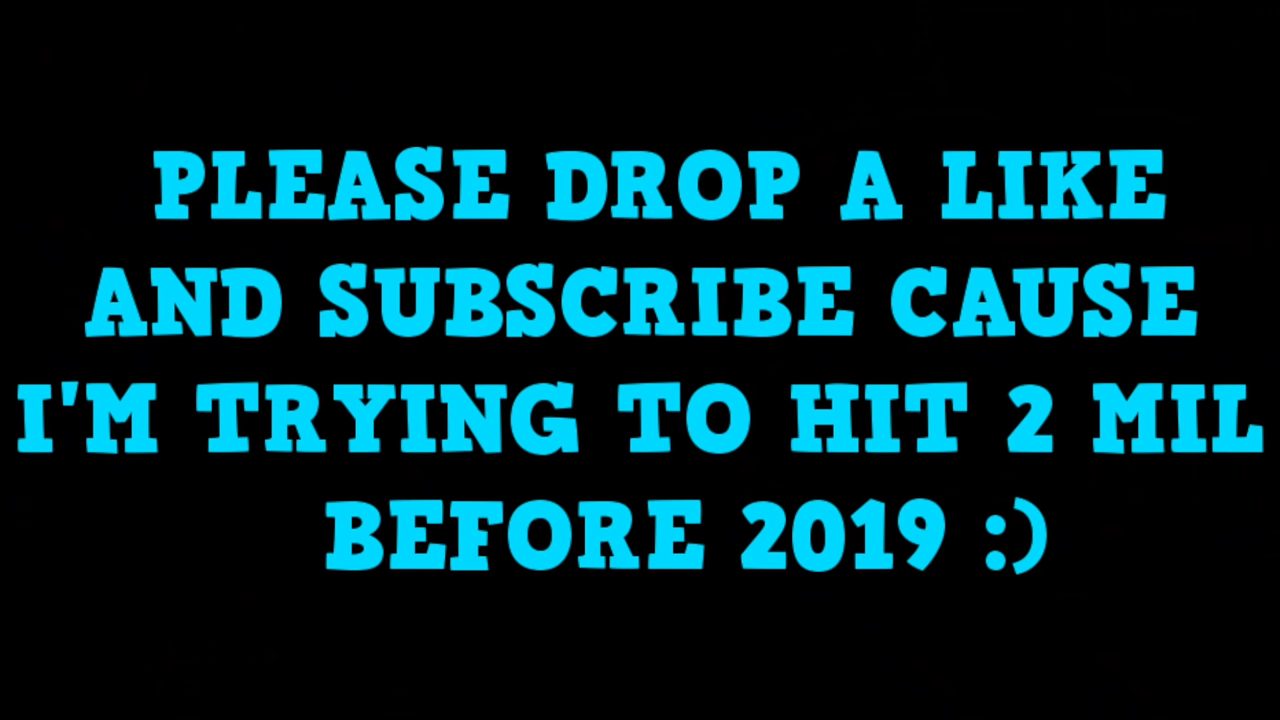 PLEASE DROP A LIKE
AND SUBSCRIBE CAUSE
I'M TRYING TO HIT 2 MIL
BEFORE 2019 :)